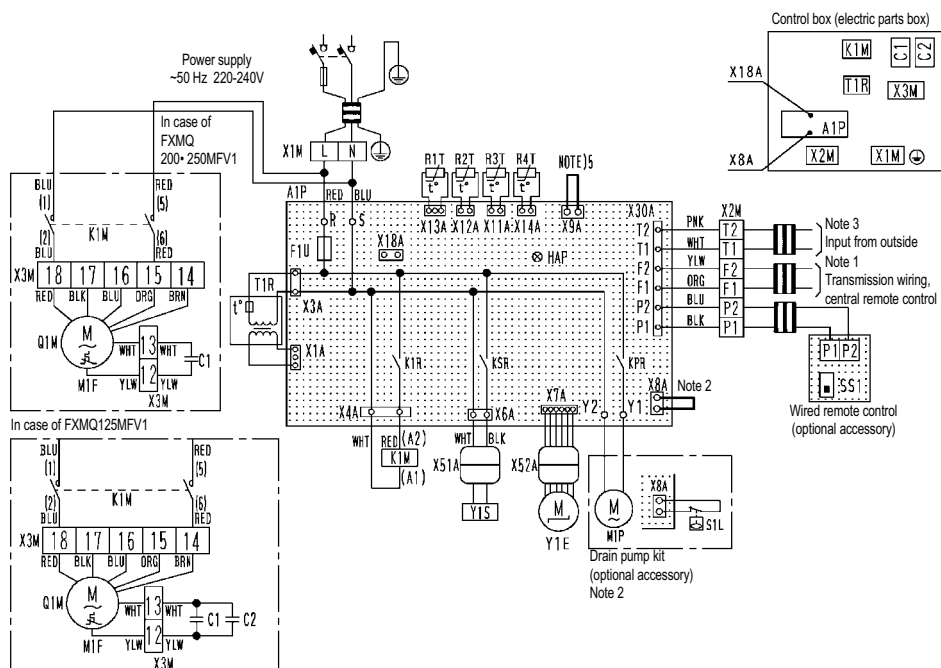 Power supply
~50 Hz 220-240V
In case of
FXMQ
200• 250MFV1
X1M
L N
RED BLU
BLU
(1)
RED
(5)
(2)
BLU
K1M
(6)
RED
X3M
18 17 16 15 14
RED BLK BLU ORG BRN
Q1M
M
~
WHT 13 WHT
C1
M1F
YLW 12 YLW
X3M
In case of FXMQ125MFV1
BLU
(1)
RED
(5)
(2)
BLU
K1M
(6)
RED
X3M
18 17 16 15 14
RED BLK BLU ORG BRN
Q1M
M
~
WHT 13 WHT
C1 C2
M1F
YLW 12 YLW
X3M
A1P
R S
F1U
X18A
T1R
t°
X3A
X1A
R1T R2T R3T R4T NOTE)5
t° t° t° t°
X13A X12A X11A X14A X9A
HAP
K1R KSR KPR
X4A X6A X7A Y2 Y1
X8A
Note 2
WHT RED (A2)
K1M
(A1)
WHT BLK
X51A
Y1S
X52A
M
Y1E
M
~
M1P
X8A
S1L
Drain pump kit
(optional accessory)
Note 2
X30A X2M
T2 PNK T2
T1 WHT T1
F2 YLW F2
F1 ORG F1
P2 BLU P2
P1 BLK P1
Note 3
Input from outside
Note 1
Transmission wiring,
central remote control
P1 P2
SS1
Wired remote control
(optional accessory)
Control box (electric parts box)
K1M C1 C2
X18A
T1R X3M
A1P
X8A
X2M X1M